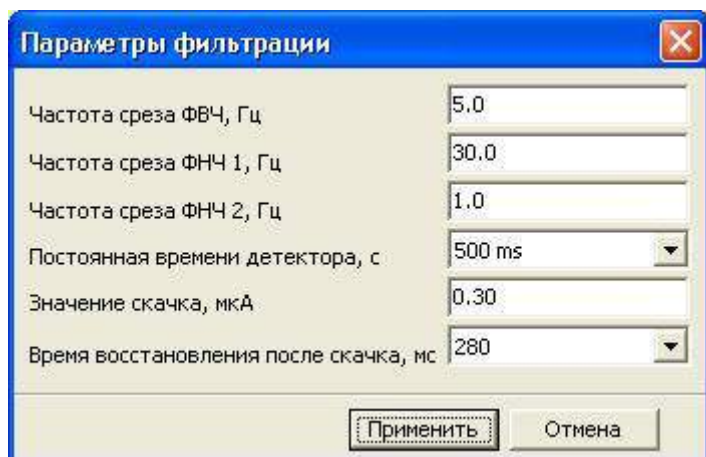 Параметры фильтрации
Частота среза ФВЧ, Гц 5.0
Частота среза ФНЧ 1, Гц 30.0
Частота среза ФНЧ 2, Гц 1.0
Постоянная времени детектора, с 500 ms
Значение скачка, мкА 0.30
Время восстановления после скачка, мс 280
Применить Отмена